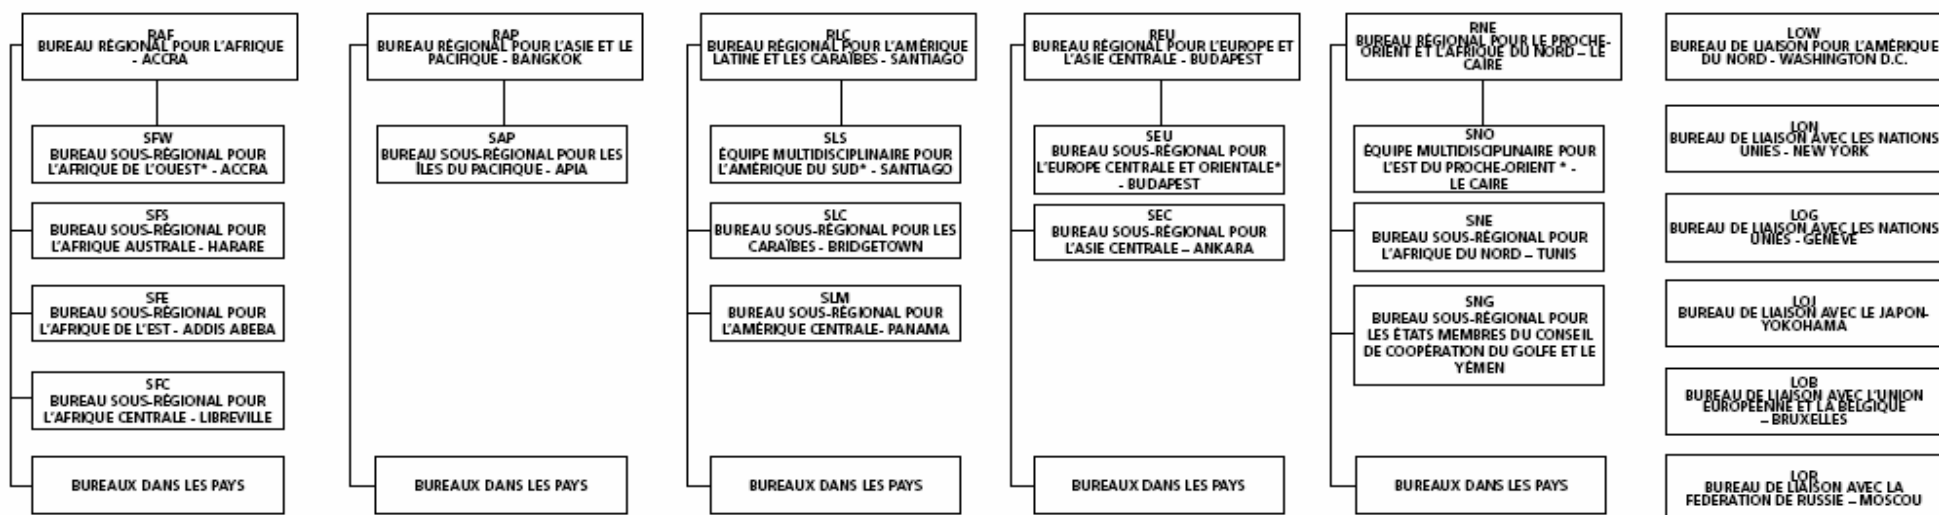 RAF
BUREAU RÉGIONAL POUR L'AFRIQUE
- ACCRA
SFW
BUREAU SOUS-RÉGIONAL POUR
L'AFRIQUE DE L'OUEST* - ACCRA
SFS
BUREAU SOUS-RÉGIONAL POUR
L'AFRIQUE AUSTRALE - HARARE
SFE
BUREAU SOUS-RÉGIONAL POUR
L'AFRIQUE DE L'EST - ADDIS ABEBA
SFC
BUREAU SOUS-RÉGIONAL POUR
L'AFRIQUE CENTRALE - LIBREVILLE
BUREAUX DANS LES PAYS
RAP
BUREAU RÉGIONAL POUR L'ASIE ET LE
PACIFIQUE - BANGKOK
SAP
BUREAU SOUS-RÉGIONAL POUR LES
ÎLES DU PACIFIQUE - APIA
BUREAUX DANS LES PAYS
RLC
BUREAU RÉGIONAL POUR L'AMÉRIQUE
LATINE ET LES CARAÏBES - SANTIAGO
SLS
ÉQUIPE MULTIDISCIPLINAIRE POUR
L'AMÉRIQUE DU SUD* - SANTIAGO
SLC
BUREAU SOUS-RÉGIONAL POUR LES
CARAÏBES - BRIDGETOWN
SLM
BUREAU SOUS-RÉGIONAL POUR
L'AMÉRIQUE CENTRALE- PANAMA
BUREAUX DANS LES PAYS
REU
BUREAU RÉGIONAL POUR L'EUROPE ET
L'ASIE CENTRALE - BUDAPEST
SEU
BUREAU SOUS-RÉGIONAL POUR
L'EUROPE CENTRALE ET ORIENTALE*
- BUDAPEST
SEC
BUREAU SOUS-RÉGIONAL POUR
L'ASIE CENTRALE – ANKARA
BUREAUX DANS LES PAYS
RNE
BUREAU RÉGIONAL POUR LE PROCHE-
ORIENT ET L'AFRIQUE DU NORD – LE
CAIRE
SNO
ÉQUIPE MULTIDISCIPLINAIRE POUR
L'EST DU PROCHE-ORIENT * -
LE CAIRE
SNE
BUREAU SOUS-RÉGIONAL POUR
L'AFRIQUE DU NORD – TUNIS
SNG
BUREAU SOUS-RÉGIONAL POUR
LES ÉTATS MEMBRES DU CONSEIL
DE COOPÉRATION DU GOLFE ET LE
YÉMEN
BUREAUX DANS LES PAYS
LOW
BUREAU DE LIAISON POUR L'AMÉRIQUE
DU NORD - WASHINGTON D.C.
LON
BUREAU DE LIAISON AVEC LES NATIONS
UNIES - NEW YORK
LOG
BUREAU DE LIAISON AVEC LES NATIONS
UNIES - GENÈVE
LOJ
BUREAU DE LIAISON AVEC LE JAPON-
YOKOHAMA
LOB
BUREAU DE LIAISON AVEC L'UNION
EUROPÉENNE ET LA BELGIQUE
– BRUXELLES
LOR
BUREAU DE LIAISON AVEC LA
FEDERATION DE RUSSIE – MOSCOU